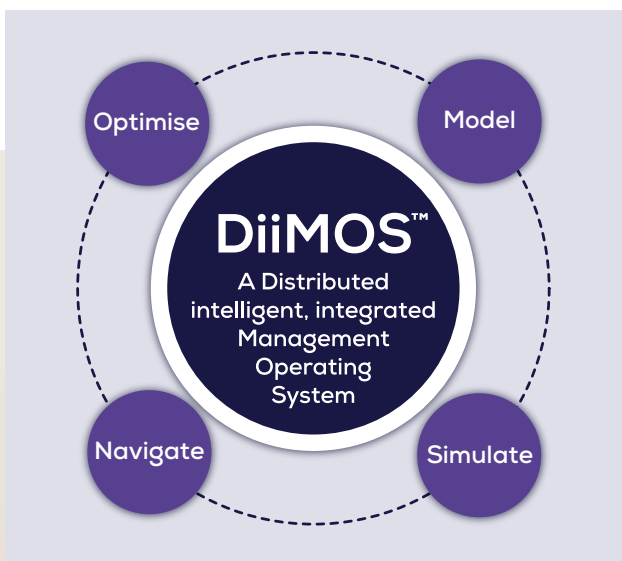 Optimise
Model
DiiMOS™
A Distributed
intelligent, integrated
Management
Operating
System
Navigate
Simulate